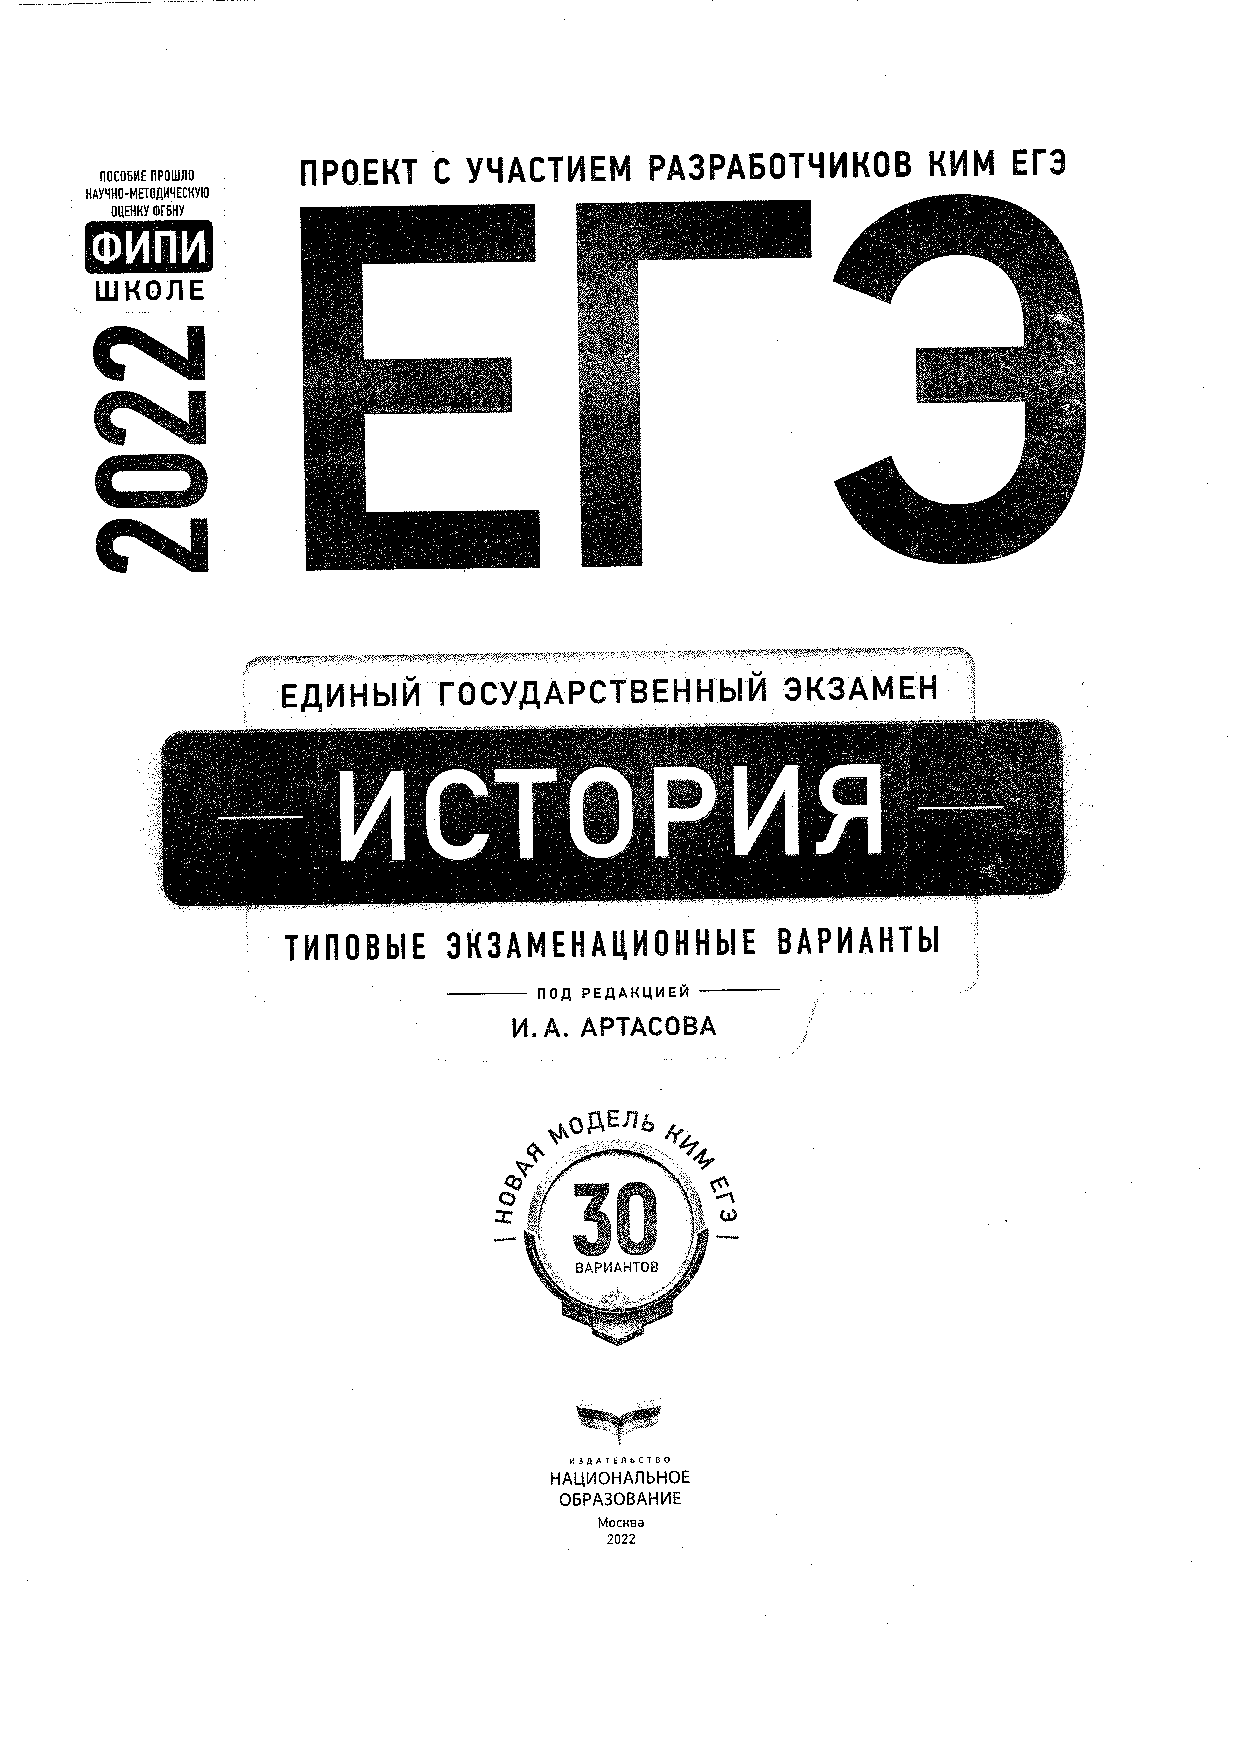 ПРОЕКТ С УЧАСТИЕМ РАЗРАБОТЧИКОВ КИМ ЕГЭ
ПОСОБИЕ ПРОШЛО
НАУЧНО-МЕТОДИЧЕСКУЮ
ОЦЕНКУ ФГБНУ
ФИПИ
ШКОЛЕ
2022
ЕГЭ
ЕДИНЫЙ ГОСУДАРСТВЕННЫЙ ЭКЗАМЕН
ИСТОРИЯ
ТИПОВЫЕ ЭКЗАМЕНАЦИОННЫЕ ВАРИАНТЫ
ПОД РЕДАКЦИЕЙ
И. А. АРТАСОВА
НОВАЯ МОДЕЛЬ КИМ ЕГЭ
30
ВАРИАНТОВ
ИЗДАТЕЛЬСТВО
НАЦИОНАЛЬНОЕ
ОБРАЗОВАНИЕ
Москва
2022